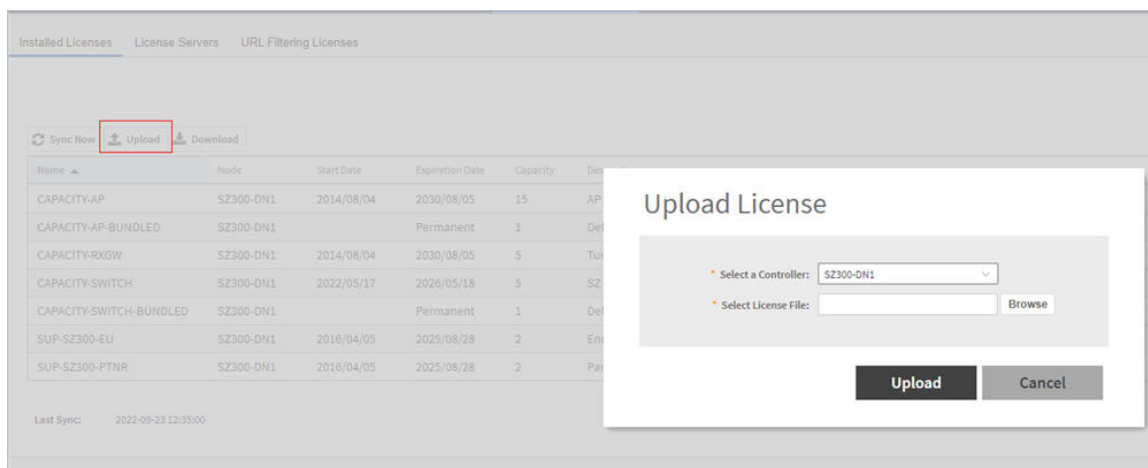 Installed Licenses License Servers URL Filtering Licenses
Sync Now Upload Download
Name Node Start Date Expiration Date Capacity
CAPACITY-AP SZ300-DN1 2014/08/04 2030/08/05 15 AP
CAPACITY-AP-BUNDLED SZ300-DN1 Permanent 1
CAPACITY-RXGW SZ300-DN1 2014/08/04 2030/08/05 5
CAPACITY-SWITCH SZ300-DN1 2022/05/17 2026/05/18 5 SZ
CAPACITY-SWITCH-BUNDLED SZ300-DN1 Permanent 1
SUP-SZ300-EU SZ300-DN1 2016/04/05 2025/08/28 2
SUP-SZ300-PTNR SZ300-DN1 2016/04/05 2025/08/28 2
Last Sync: 2022-09-23 12:35:00
Upload License
* Select a Controller: SZ300-DN1
* Select License File: Browse
Upload Cancel